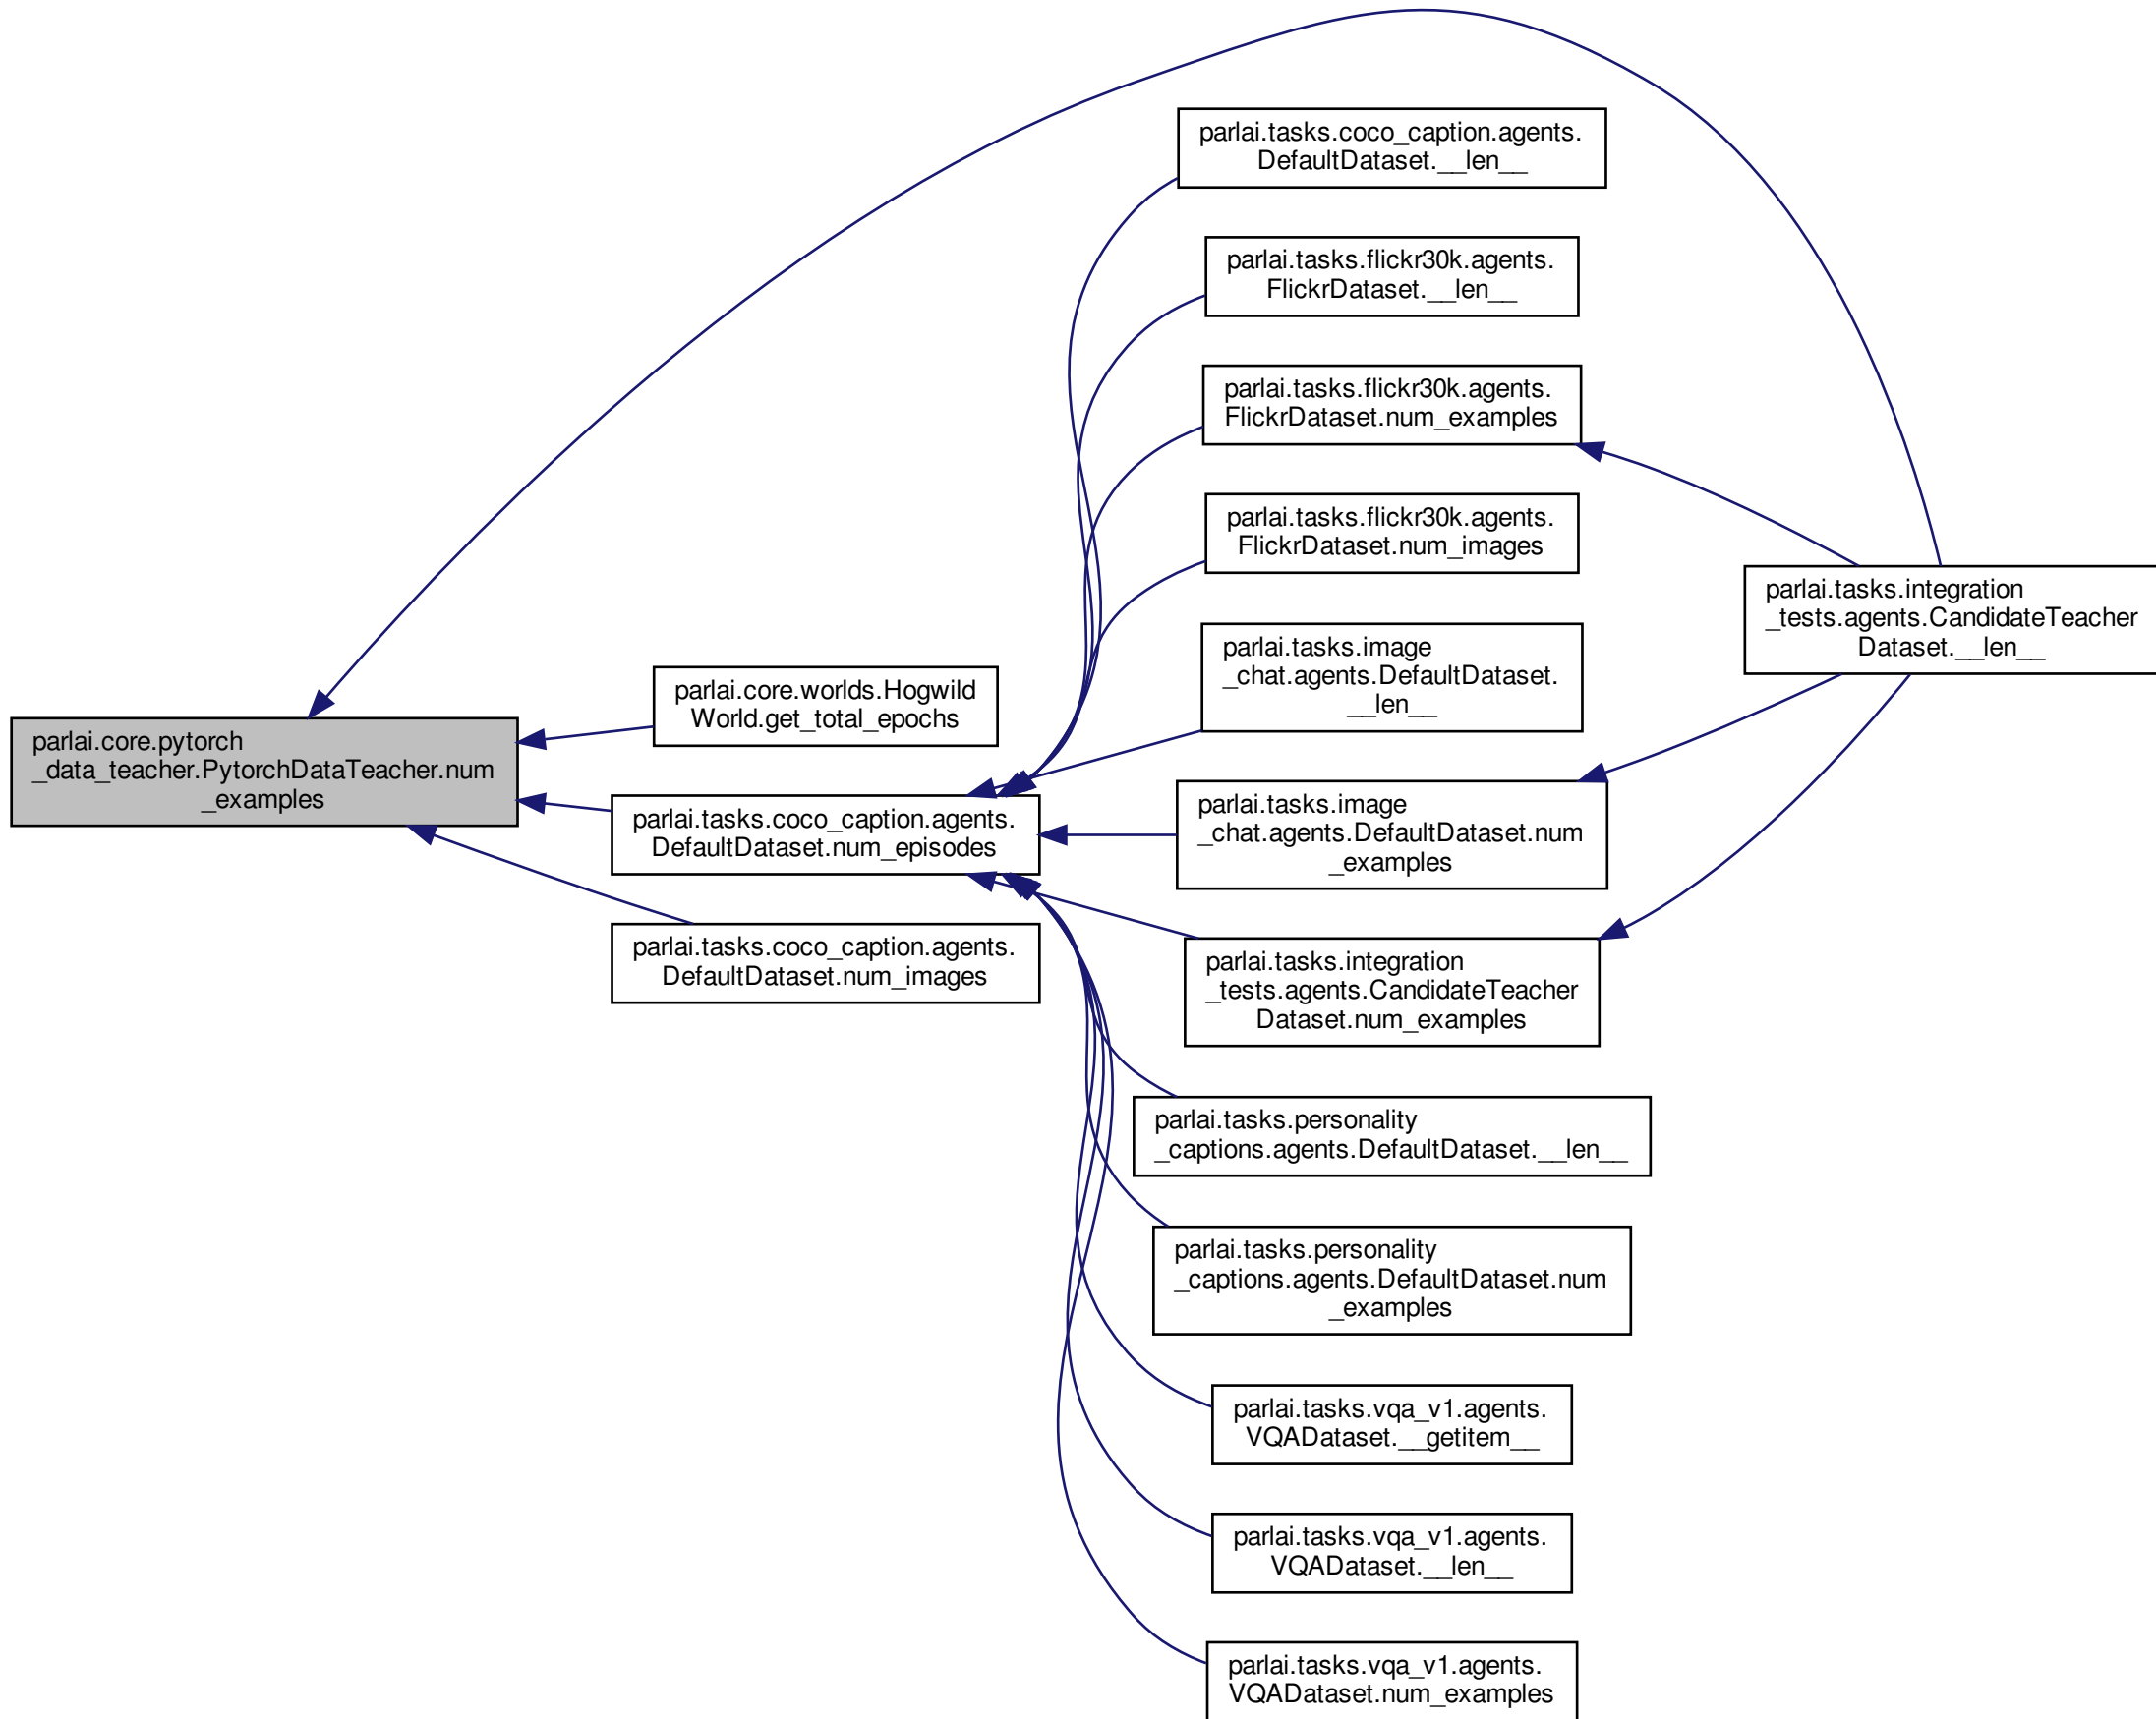 parlai.core.pytorch
_data_teacher.PytorchDataTeacher.num
_examples
parlai.core.worlds.Hogwild
World.get_total_epochs
parlai.tasks.coco_caption.agents.
DefaultDataset.num_episodes
parlai.tasks.coco_caption.agents.
DefaultDataset.num_images
parlai.tasks.coco_caption.agents.
DefaultDataset.__len__
parlai.tasks.flickr30k.agents.
FlickrDataset.__len__
parlai.tasks.flickr30k.agents.
FlickrDataset.num_examples
parlai.tasks.flickr30k.agents.
FlickrDataset.num_images
parlai.tasks.image
_chat.agents.DefaultDataset.
__len__
parlai.tasks.image
_chat.agents.DefaultDataset.num
_examples
parlai.tasks.integration
_tests.agents.CandidateTeacher
Dataset.num_examples
parlai.tasks.personality
_captions.agents.DefaultDataset.__len__
parlai.tasks.personality
_captions.agents.DefaultDataset.num
_examples
parlai.tasks.vqa_v1.agents.
VQADataset.__getitem__
parlai.tasks.vqa_v1.agents.
VQADataset.__len__
parlai.tasks.vqa_v1.agents.
VQADataset.num_examples
parlai.tasks.integration
_tests.agents.CandidateTeacher
Dataset.__len__